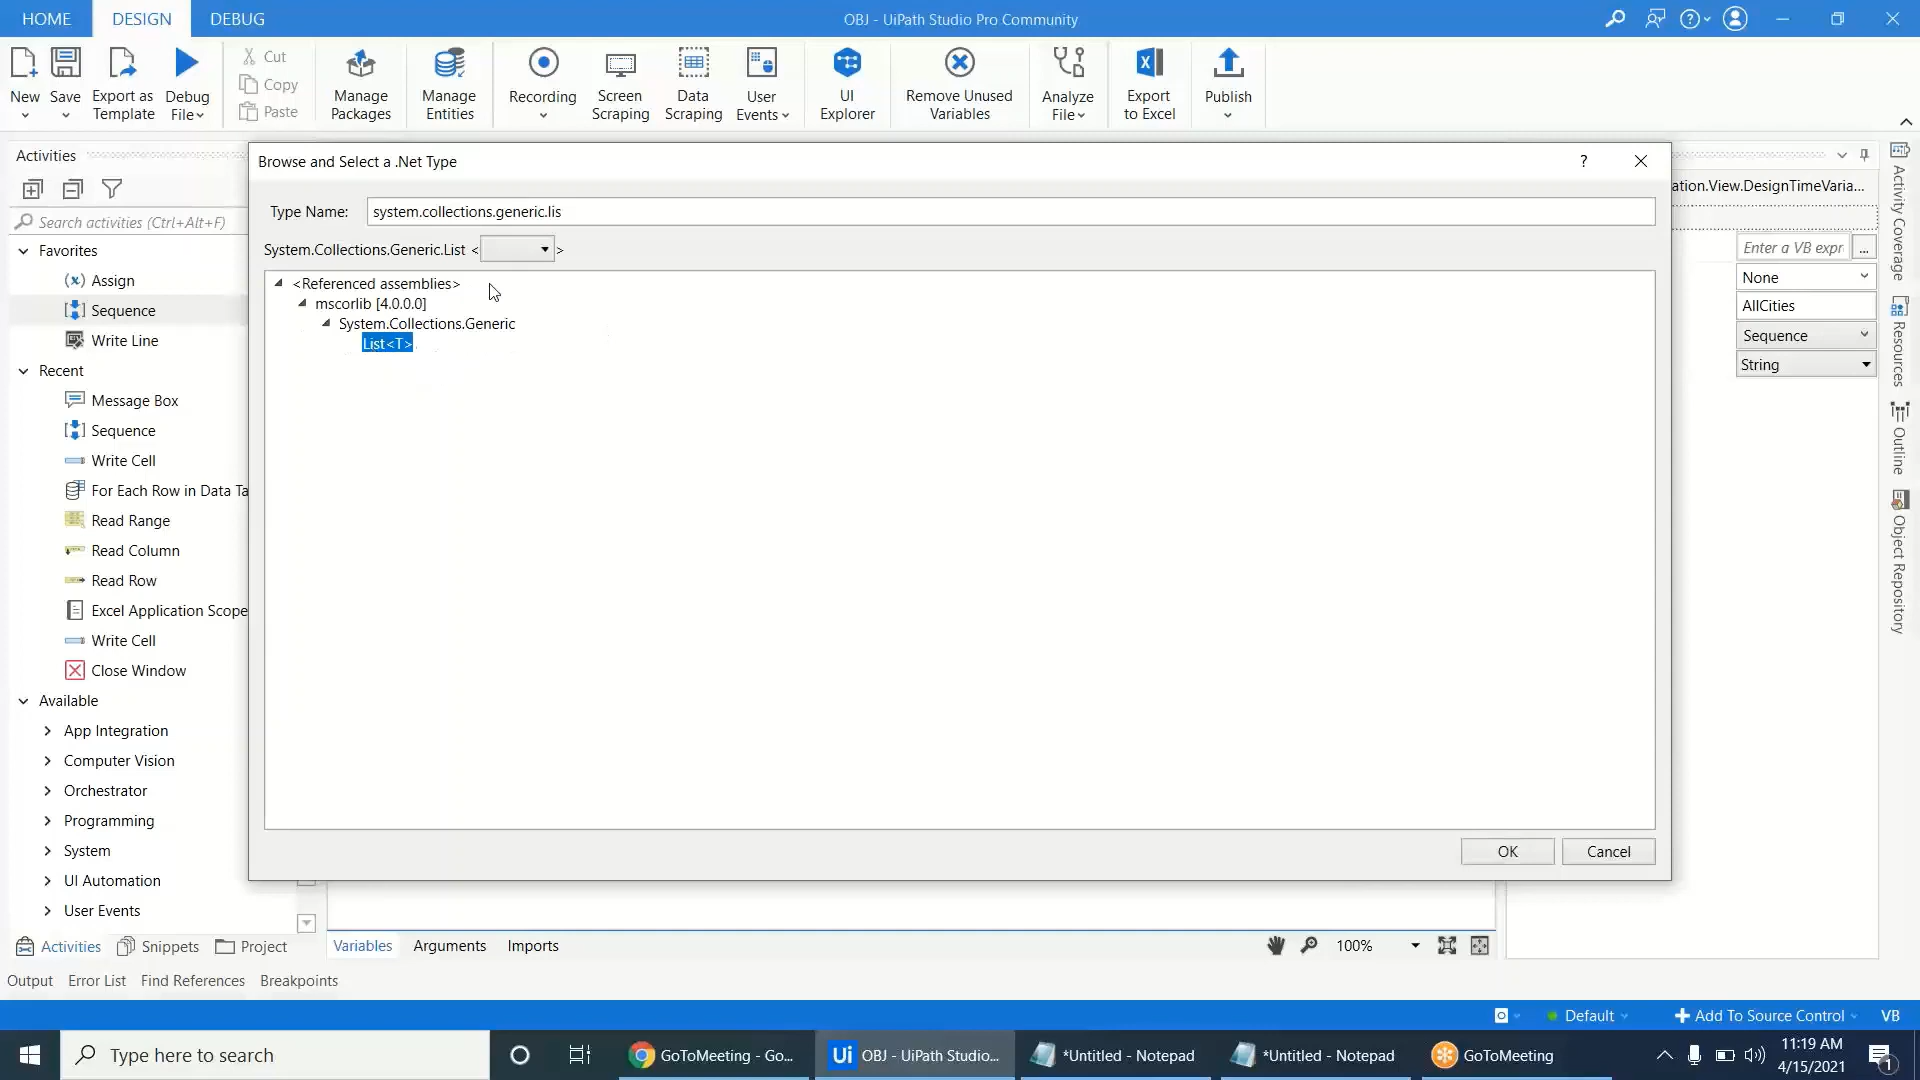 HOME DESIGN DEBUG OBJ - UiPath Studio Pro Community
New Save Export as Template Debug File Cut Copy Paste Manage Packages Manage Entities Recording Screen Scraping Data Scraping User Events UI Explorer Remove Unused Variables Analyze File Export to Excel Publish
Activities
Browse and Select a .Net Type ? 
ation.View.DesignTimeVaria...
Type Name: system.collections.generic.lis
Search activities (Ctrl+Alt+F)
System.Collections.Generic.List < >
Enter a VB expr ...
Favorites
<Referenced assemblies>
None
Assign
mscorlib [4.0.0.0]
AllCities
Sequence
System.Collections.Generic
Sequence
Write Line
List<T>
String
Recent
Message Box
Sequence
Write Cell
For Each Row in Data Ta
Read Range
Read Column
Read Row
Excel Application Scope
Write Cell
Close Window
Available
App Integration
Computer Vision
Orchestrator
Programming
System
OK Cancel
UI Automation
User Events
Activity Coverage
Resources
Outline
Object Repository
Activities Snippets Project Variables Arguments Imports 100%
Output Error List Find References Breakpoints
Default Add To Source Control VB
Type here to search GoToMeeting - Go... Ui OBJ - UiPath Studio... *Untitled - Notepad *Untitled - Notepad GoToMeeting 11:19 AM
4/15/2021 1